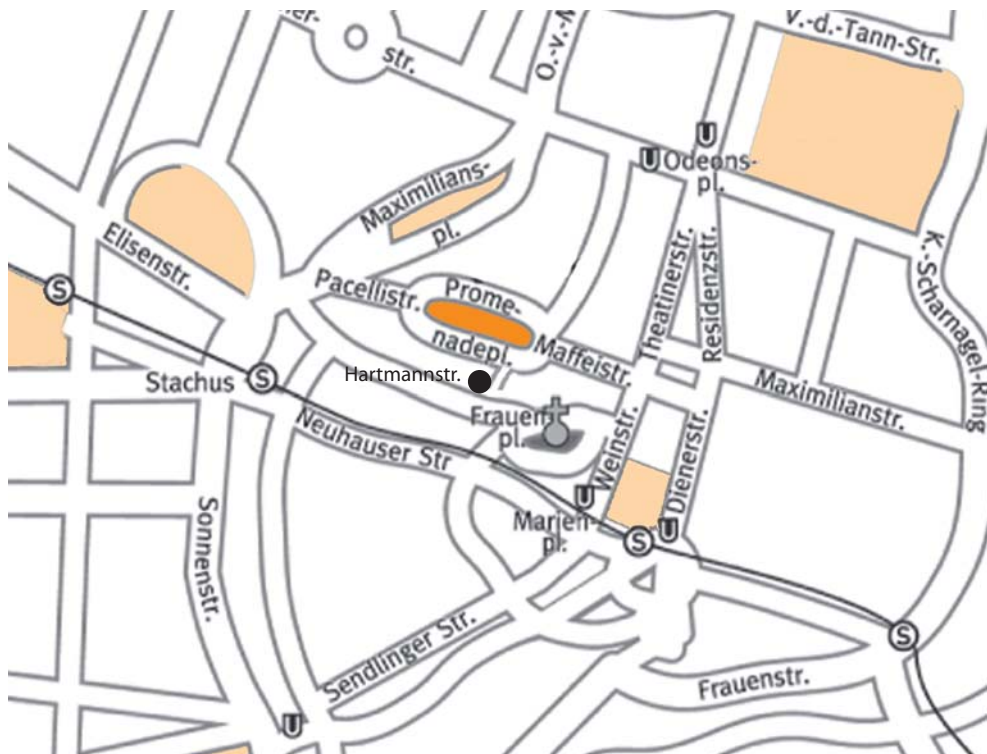 V.-d.-Tann-Str.
str.
O.-v.-M
U
U Odeons-
pl.
Maximilians-
pl.
Elisenstr.
K.-Scharnagel-Ring
S
Pacellistr.
Prome-
nadepl.
Theatinerstr.
Residenzstr.
Maffeistr.
Hartmannstr.
Stachus S
Maximilianstr.
Frauen
pl.
Neuhauser Str
Weinstr.
Dienerstr.
U
Marien-
pl.
U
S
Sonnenstr.
S
Sendlinger Str.
Frauenstr.
U